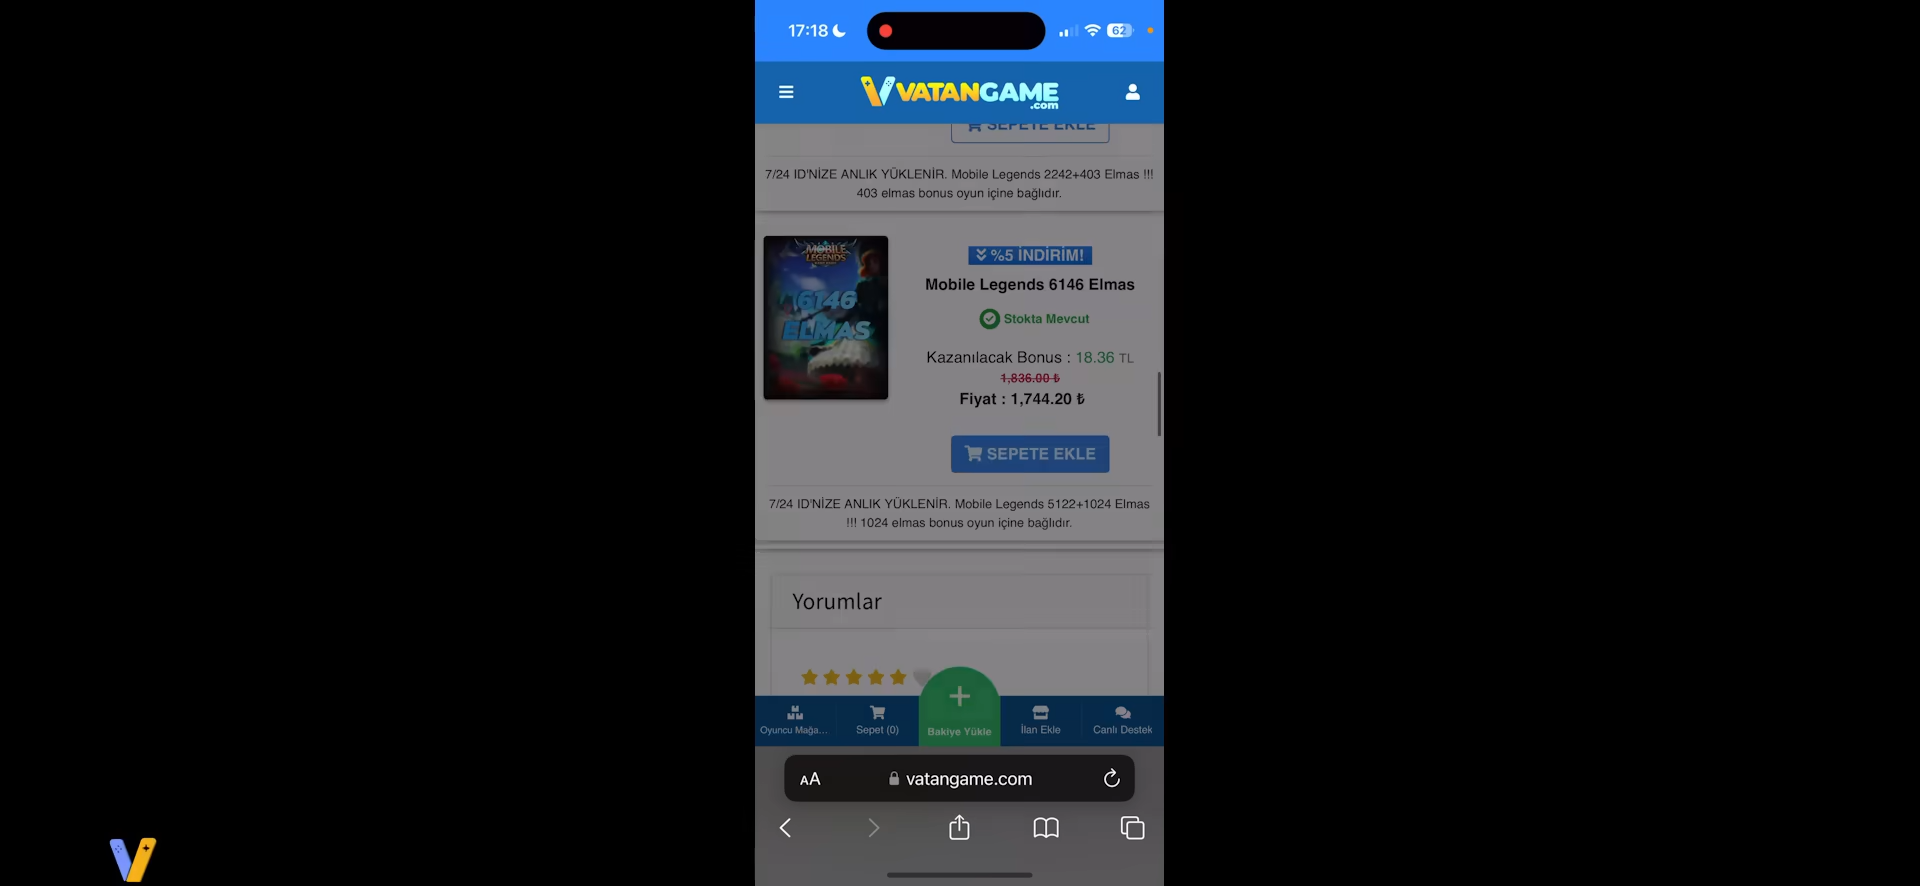 17:18
62
VATANGAME
.com
SEPETE EKLE
7/24 ID'NİZE ANLIK YÜKLENİR. Mobile Legends 2242+403 Elmas !!!
403 elmas bonus oyun içine bağlıdır.
MOBILE
LEGENDS
6146
ELMAS
%5 İNDİRİM!
Mobile Legends 6146 Elmas
Stokta Mevcut
Kazanılacak Bonus : 18.36 TL
1,836.00 ₺
Fiyat : 1,744.20 ₺
SEPETE EKLE
7/24 ID'NİZE ANLIK YÜKLENİR. Mobile Legends 5122+1024 Elmas
!!! 1024 elmas bonus oyun içine bağlıdır.
Yorumlar
Oyuncu Mağa...
Sepet (0)
Bakiye Yükle
İlan Ekle
Canlı Destek
AA
vatangame.com